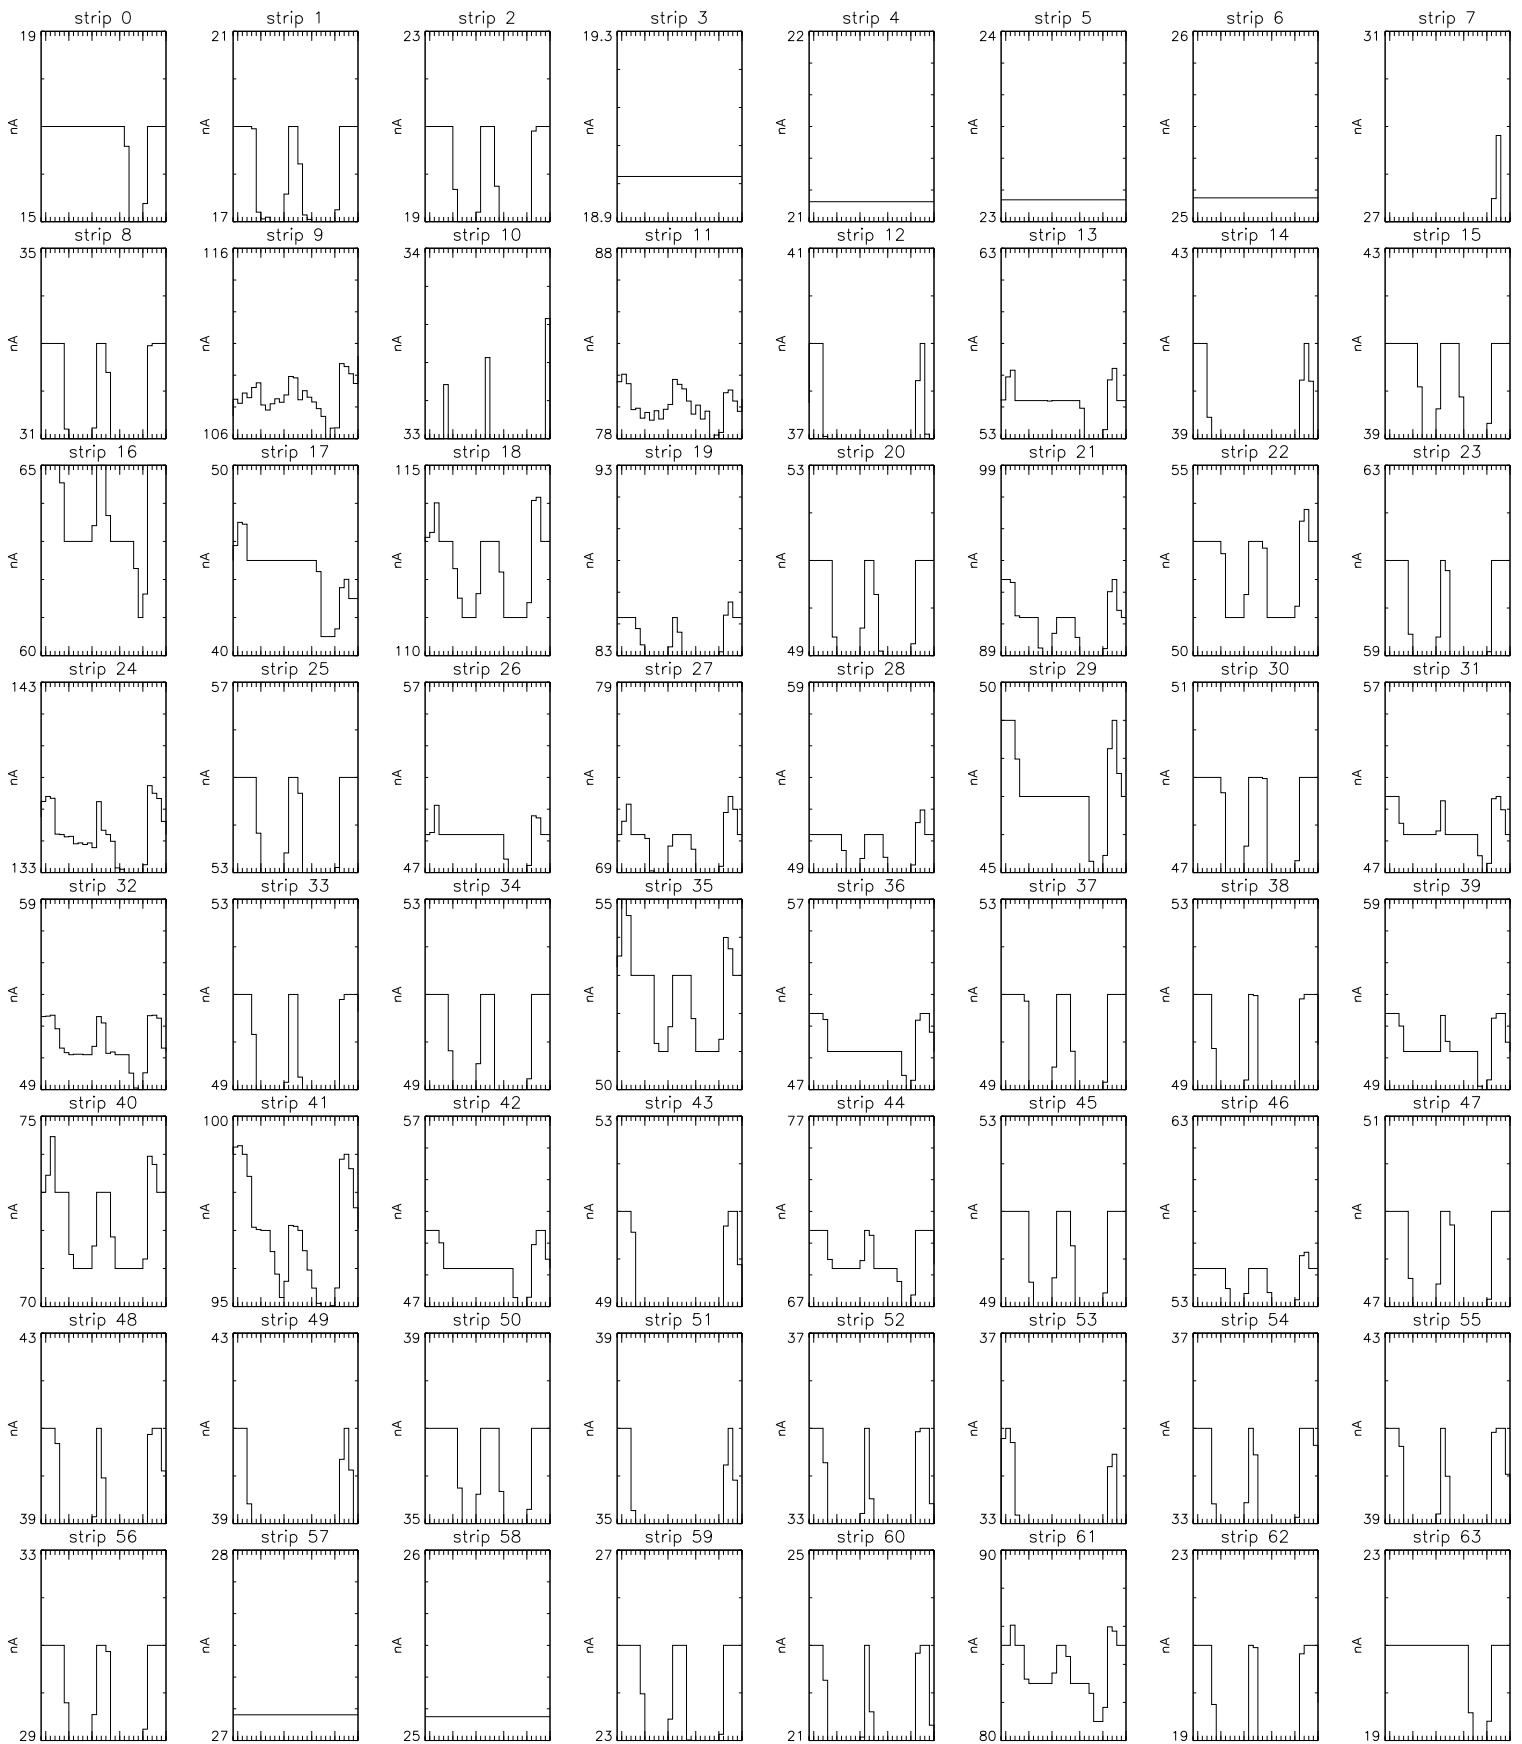 strip 0 strip 1 strip 2 strip 3 strip 4 strip 5 strip 6 strip 7
19 21 23 19.3 22 24 26 31
nA nA nA nA nA nA nA nA
15 17 19 18.9 21 23 25 27
strip 8 strip 9 strip 10 strip 11 strip 12 strip 13 strip 14 strip 15
35 116 34 88 41 63 43 43
nA nA nA nA nA nA nA nA
31 106 33 78 37 53 39 39
strip 16 strip 17 strip 18 strip 19 strip 20 strip 21 strip 22 strip 23
65 50 115 93 53 99 55 63
nA nA nA nA nA nA nA nA
60 40 110 83 49 89 50 59
strip 24 strip 25 strip 26 strip 27 strip 28 strip 29 strip 30 strip 31
143 57 57 79 59 50 51 57
nA nA nA nA nA nA nA nA
133 53 47 69 49 45 47 47
strip 32 strip 33 strip 34 strip 35 strip 36 strip 37 strip 38 strip 39
59 53 53 55 57 53 53 59
nA nA nA nA nA nA nA nA
49 49 49 50 47 49 49 49
strip 40 strip 41 strip 42 strip 43 strip 44 strip 45 strip 46 strip 47
75 100 57 53 77 53 63 51
nA nA nA nA nA nA nA nA
70 95 47 49 67 49 53 47
strip 48 strip 49 strip 50 strip 51 strip 52 strip 53 strip 54 strip 55
43 43 39 39 37 37 37 43
nA nA nA nA nA nA nA nA
39 39 35 35 33 33 33 39
strip 56 strip 57 strip 58 strip 59 strip 60 strip 61 strip 62 strip 63
33 28 26 27 25 90 23 23
nA nA nA nA nA nA nA nA
29 27 25 23 21 80 19 19